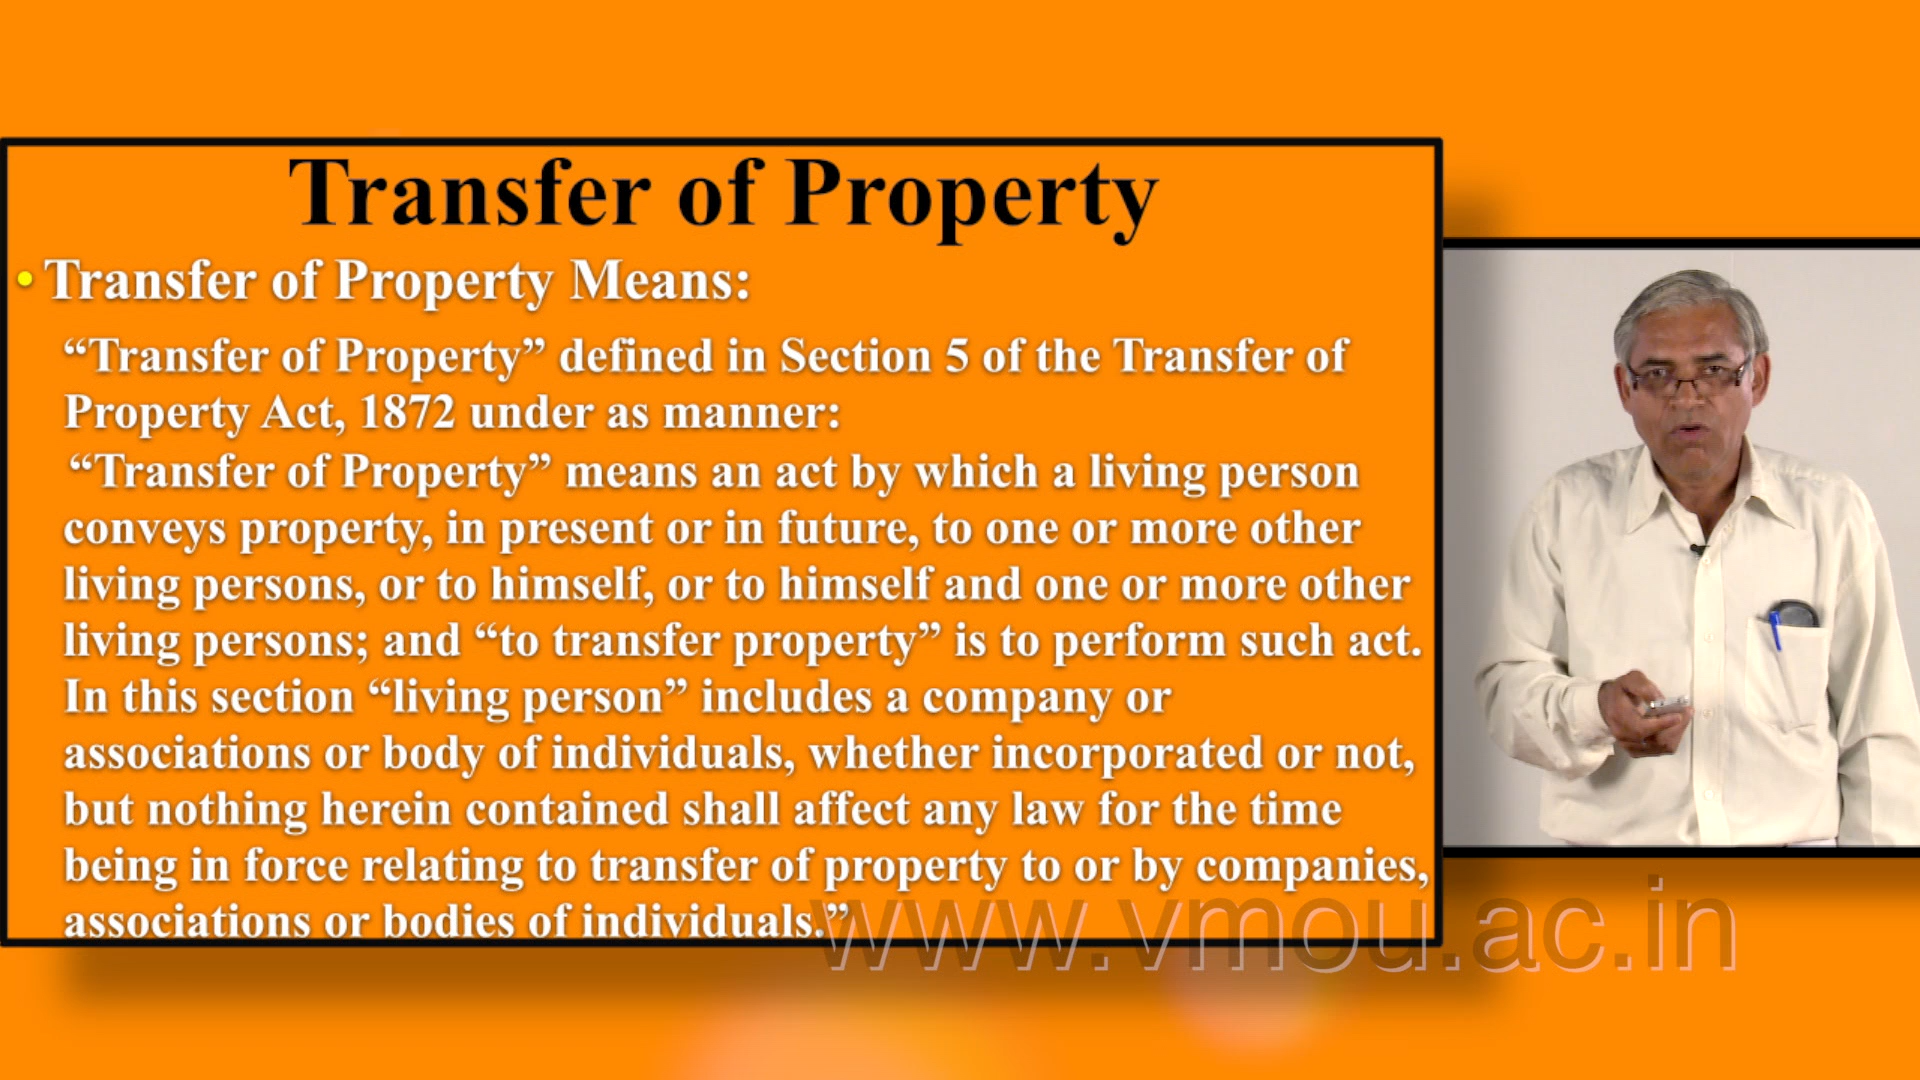 Transfer of Property
• Transfer of Property Means:
“Transfer of Property” defined in Section 5 of the Transfer of
Property Act, 1872 under as manner:
“Transfer of Property” means an act by which a living person
conveys property, in present or in future, to one or more other
living persons, or to himself, or to himself and one or more other
living persons; and “to transfer property” is to perform such act.
In this section “living person” includes a company or
associations or body of individuals, whether incorporated or not,
but nothing herein contained shall affect any law for the time
being in force relating to transfer of property to or by companies,
associations or bodies of individuals.”
www.vmou.ac.in